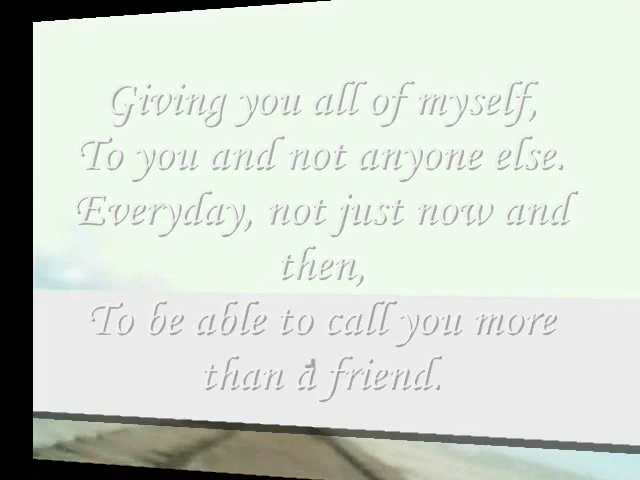 Giving you all of myself,
To you and not anyone else.
Everyday, not just now and
then,
To be able to call you more
than a friend.